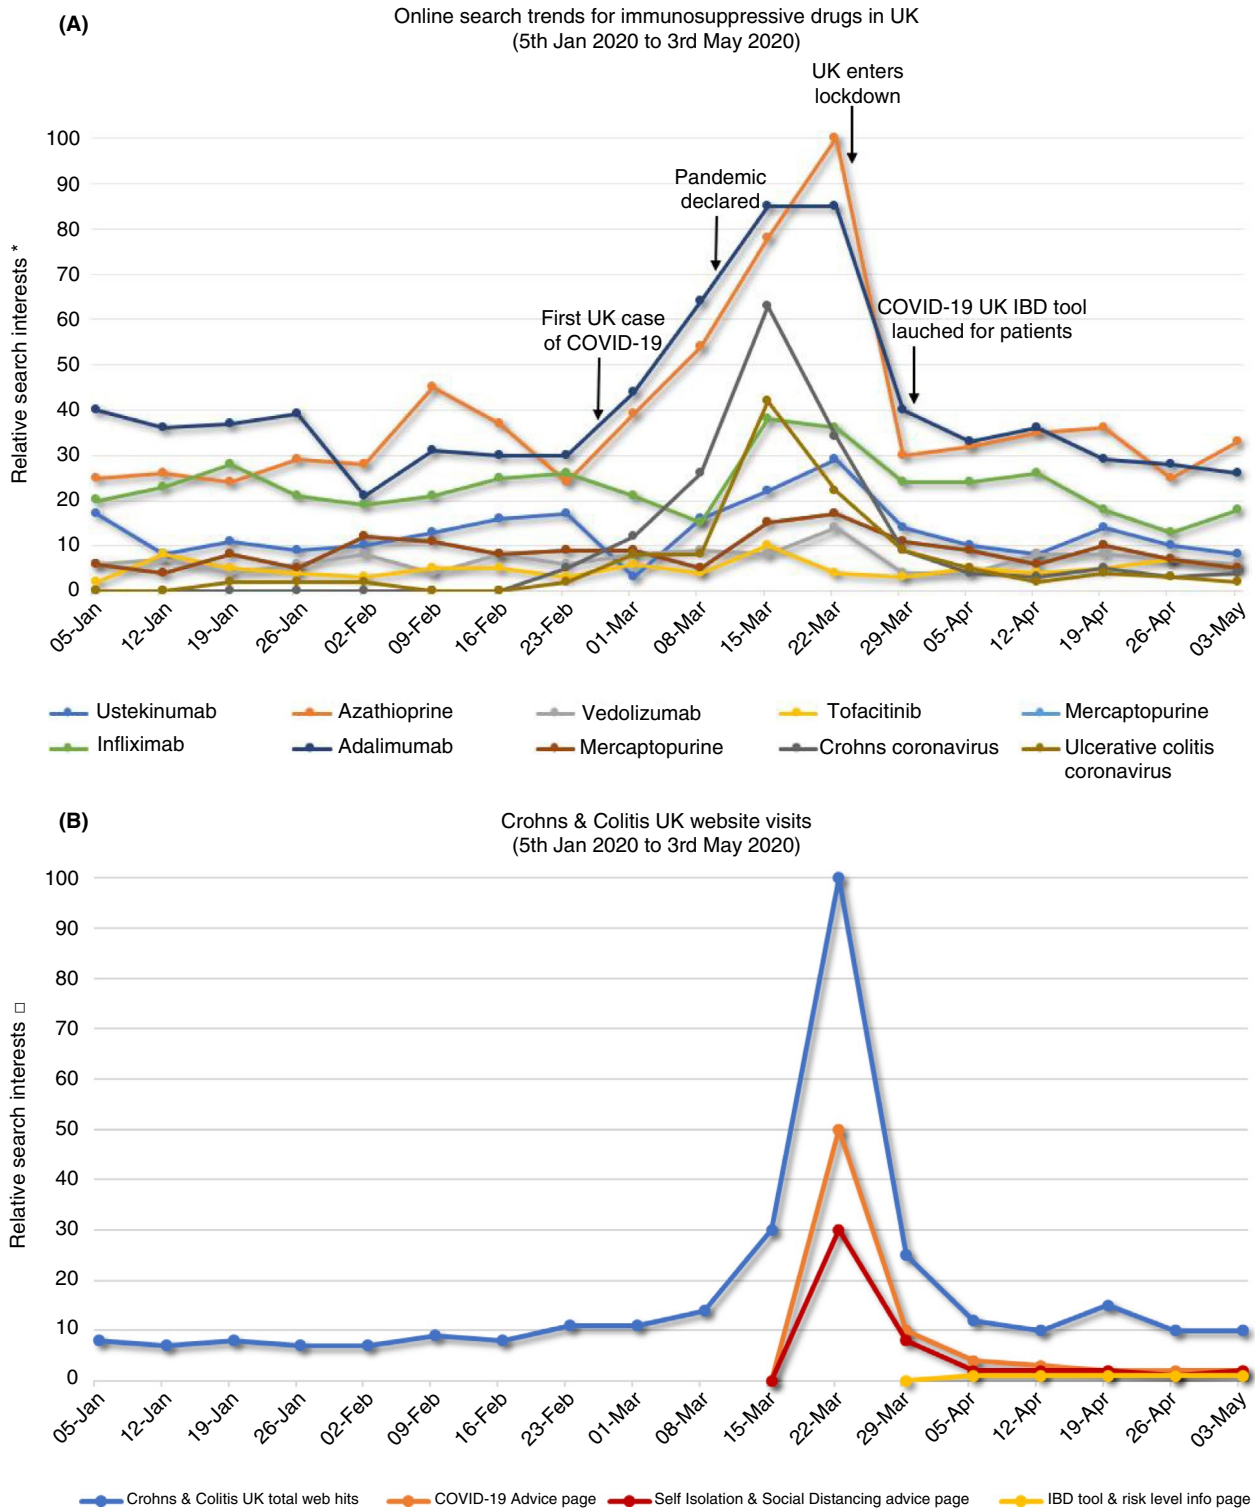 (A)
Online search trends for immunosuppressive drugs in UK
(5th Jan 2020 to 3rd May 2020)
UK enters
lockdown
Pandemic
declared
First UK case
of COVID-19
COVID-19 UK IBD tool
lauched for patients
Relative search interests *
100
90
80
70
60
50
40
30
20
10
0
05-Jan
12-Jan
19-Jan
26-Jan
02-Feb
09-Feb
16-Feb
23-Feb
01-Mar
08-Mar
15-Mar
22-Mar
29-Mar
05-Apr
12-Apr
19-Apr
26-Apr
03-May
Ustekinumab
Azathioprine
Vedolizumab
Tofacitinib
Mercaptopurine
Infliximab
Adalimumab
Mercaptopurine
Crohns coronavirus
Ulcerative colitis
coronavirus
(B)
Crohns & Colitis UK website visits
(5th Jan 2020 to 3rd May 2020)
Relative search interests □
100
90
80
70
60
50
40
30
20
10
0
05-Jan
12-Jan
19-Jan
26-Jan
02-Feb
09-Feb
16-Feb
23-Feb
01-Mar
08-Mar
15-Mar
22-Mar
29-Mar
05-Apr
12-Apr
19-Apr
26-Apr
03-May
Crohns & Colitis UK total web hits
COVID-19 Advice page
Self Isolation & Social Distancing advice page
IBD tool & risk level info page